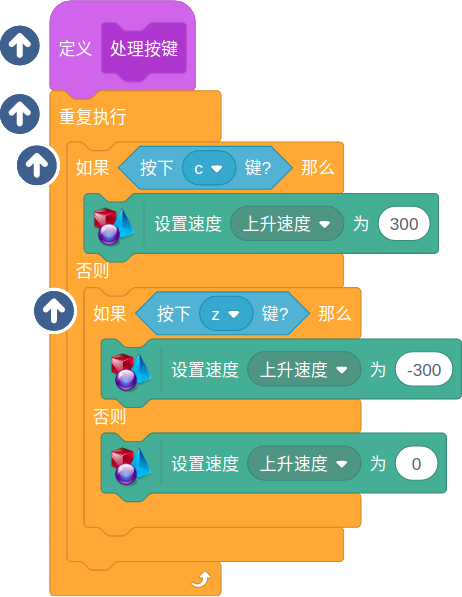 定义 处理按键
重复执行
如果 按下 c 键? 那么
设置速度 上升速度 为 300
否则
如果 按下 z 键? 那么
设置速度 上升速度 为 -300
否则
设置速度 上升速度 为 0